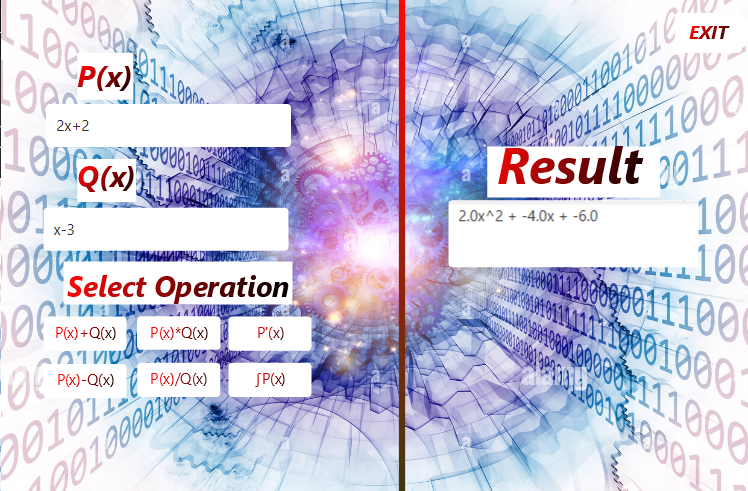 EXIT
P(x)
2x+2
Q(x)
x-3
Select Operation
P(x)+Q(x) P(x)*Q(x) P'(x)
P(x)-Q(x) P(x)/Q(x) ∫P(x)
Result
2.0x^2 + -4.0x + -6.0